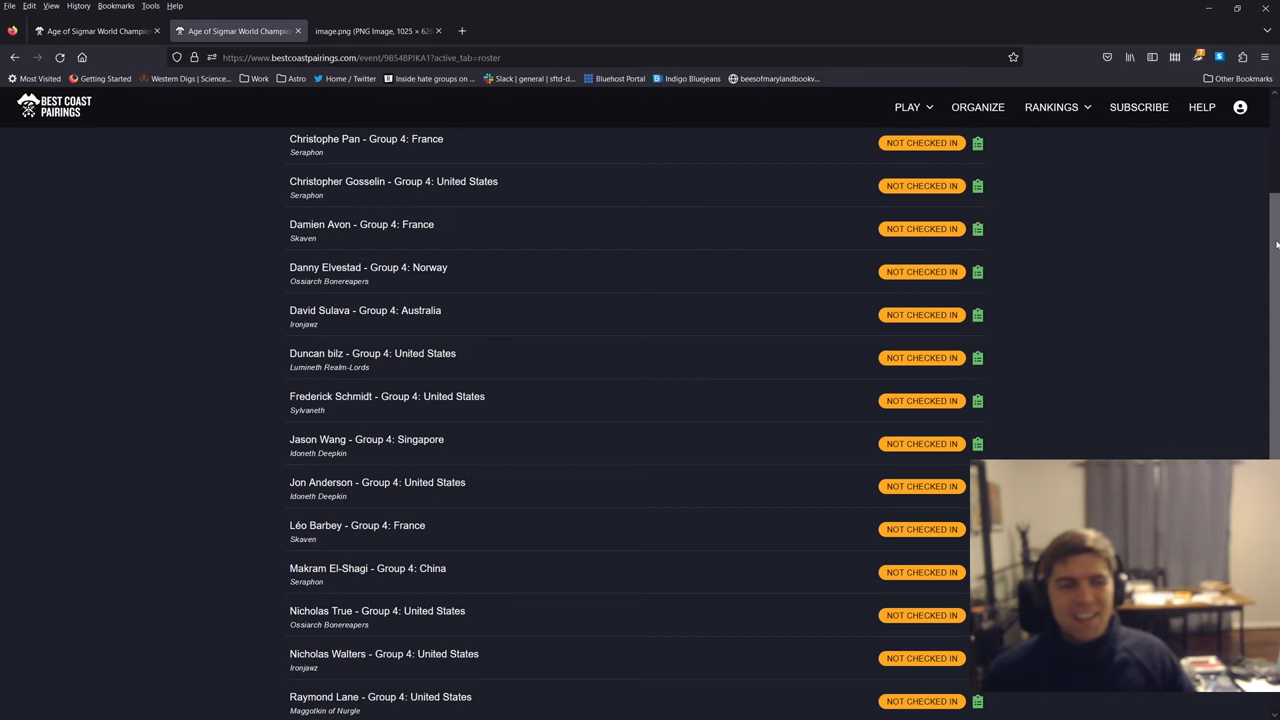 File Edit View History Bookmarks Tools Help
Age of Sigmar World Champion
Age of Sigmar World Champion
image.png (PNG Image, 1025 × 626
https://www.bestcoastpairings.com/event/9B54BPIKA1?active_tab=roster
Most Visited Getting Started Western Digs | Science... Work Astro Home / Twitter Inside hate groups on ... Slack | general | sftd-d... Bluehost Portal Indigo Bluejeans beesofmarylandbookv... Other Bookmarks
BEST COAST
PAIRINGS
PLAY ORGANIZE RANKINGS SUBSCRIBE HELP
Christophe Pan - Group 4: France NOT CHECKED IN
Seraphon
Christopher Gosselin - Group 4: United States NOT CHECKED IN
Seraphon
Damien Avon - Group 4: France NOT CHECKED IN
Skaven
Danny Elvestad - Group 4: Norway NOT CHECKED IN
Ossiarch Bonereapers
David Sulava - Group 4: Australia NOT CHECKED IN
Ironjawz
Duncan bilz - Group 4: United States NOT CHECKED IN
Lumineth Realm-Lords
Frederick Schmidt - Group 4: United States NOT CHECKED IN
Sylvaneth
Jason Wang - Group 4: Singapore NOT CHECKED IN
Idoneth Deepkin
Jon Anderson - Group 4: United States NOT CHECKED IN
Idoneth Deepkin
Léo Barbey - Group 4: France NOT CHECKED IN
Skaven
Makram El-Shagi - Group 4: China NOT CHECKED IN
Seraphon
Nicholas True - Group 4: United States NOT CHECKED IN
Ossiarch Bonereapers
Nicholas Walters - Group 4: United States NOT CHECKED IN
Ironjawz
Raymond Lane - Group 4: United States NOT CHECKED IN
Maggotkin of Nurgle